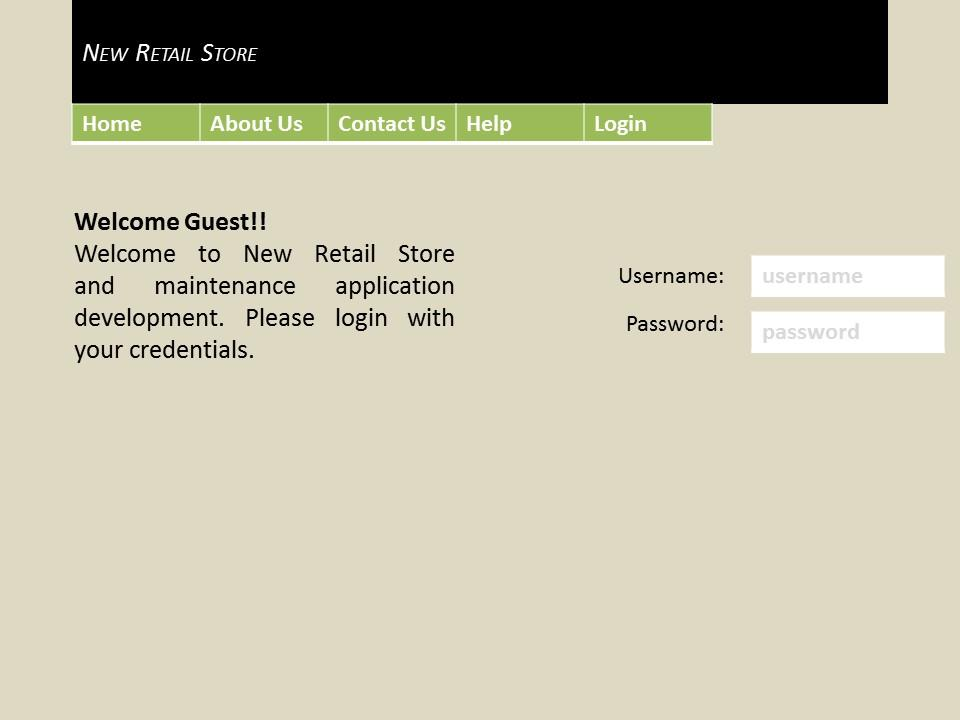 New Retail Store
Home About Us Contact Us Help Login
Welcome Guest!!
Welcome to New Retail Store
and maintenance application
development. Please login with
your credentials.
Username: username
Password: password